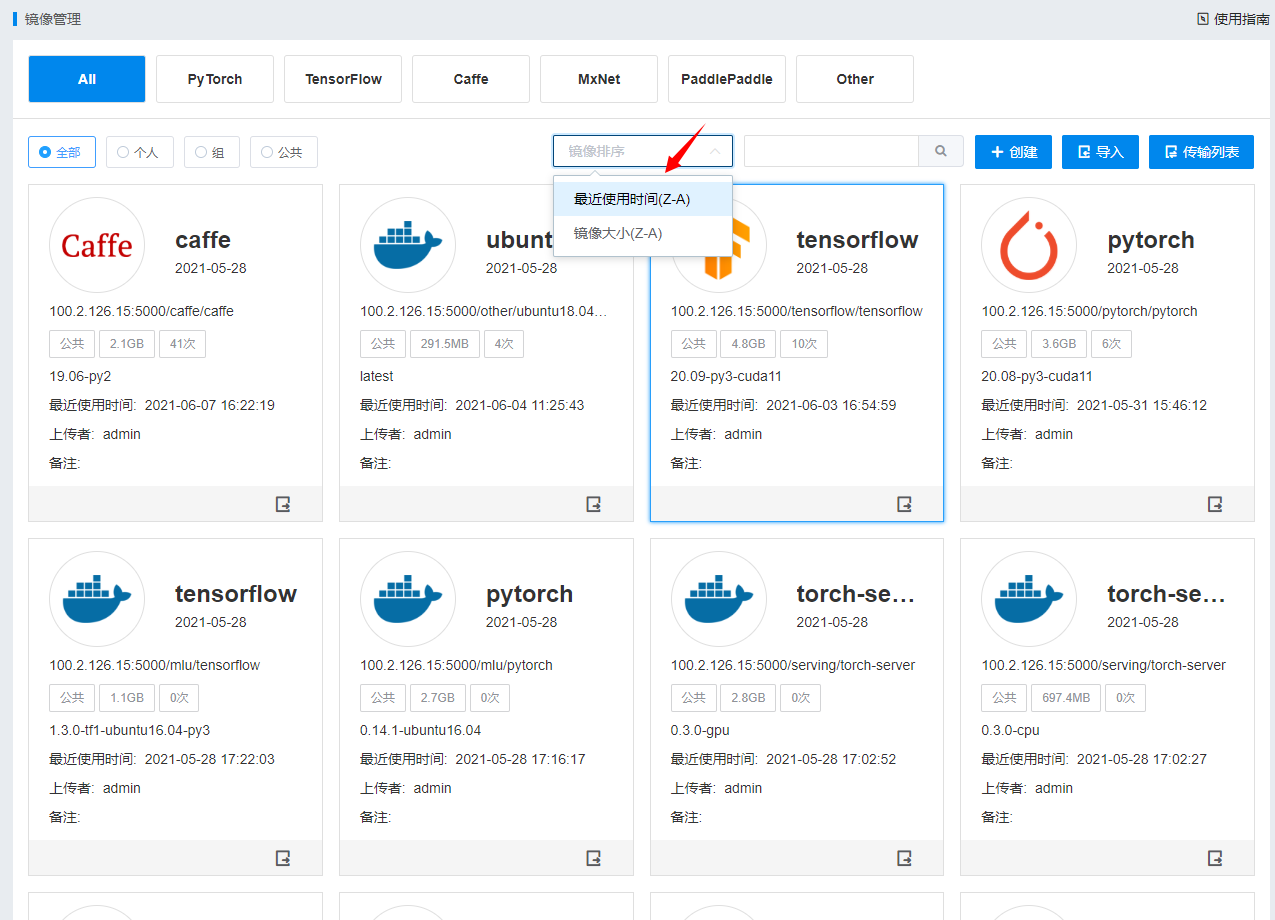 镜像管理
使用指南
All
PyTorch
TensorFlow
Caffe
MxNet
PaddlePaddle
Other
全部
个人
组
公共
镜像排序
创建
导入
传输列表
最近使用时间(Z-A)
镜像大小(Z-A)
Caffe
caffe
2021-05-28
100.2.126.15:5000/caffe/caffe
公共
2.1GB
41次
19.06-py2
最近使用时间: 2021-06-07 16:22:19
上传者: admin
备注:
ubunt
2021-05-28
100.2.126.15:5000/other/ubuntu18.04…
公共
291.5MB
4次
latest
最近使用时间: 2021-06-04 11:25:43
上传者: admin
备注:
tensorflow
2021-05-28
100.2.126.15:5000/tensorflow/tensorflow
公共
4.8GB
10次
20.09-py3-cuda11
最近使用时间: 2021-06-03 16:54:59
上传者: admin
备注:
pytorch
2021-05-28
100.2.126.15:5000/pytorch/pytorch
公共
3.6GB
6次
20.08-py3-cuda11
最近使用时间: 2021-05-31 15:46:12
上传者: admin
备注:
tensorflow
2021-05-28
100.2.126.15:5000/mlu/tensorflow
公共
1.1GB
0次
1.3.0-tf1-ubuntu16.04-py3
最近使用时间: 2021-05-28 17:22:03
上传者: admin
备注:
pytorch
2021-05-28
100.2.126.15:5000/mlu/pytorch
公共
2.7GB
0次
0.14.1-ubuntu16.04
最近使用时间: 2021-05-28 17:16:17
上传者: admin
备注:
torch-se…
2021-05-28
100.2.126.15:5000/serving/torch-server
公共
2.8GB
0次
0.3.0-gpu
最近使用时间: 2021-05-28 17:02:52
上传者: admin
备注:
torch-se…
2021-05-28
100.2.126.15:5000/serving/torch-server
公共
697.4MB
0次
0.3.0-cpu
最近使用时间: 2021-05-28 17:02:27
上传者: admin
备注: